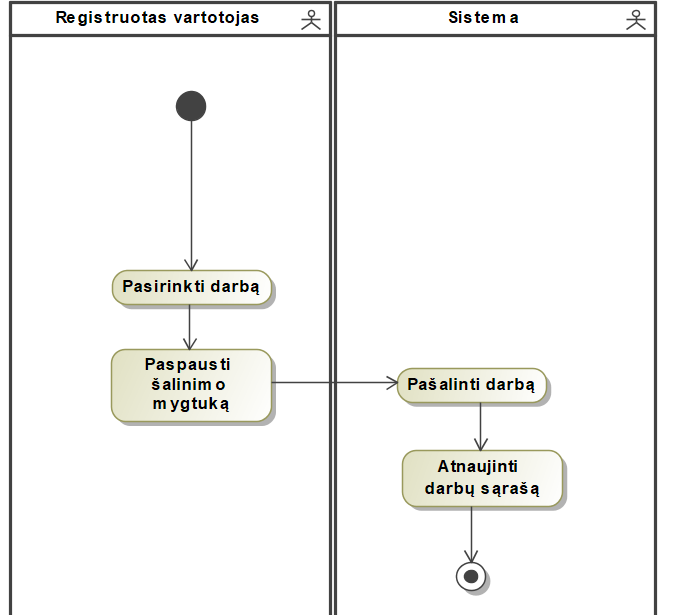 Registruotas vartotojas
Sistema
Pasirinkti darbą
Paspausti
šalinimo
mygtuką
Pašalinti darbą
Atnaujinti
darbų sąrašą